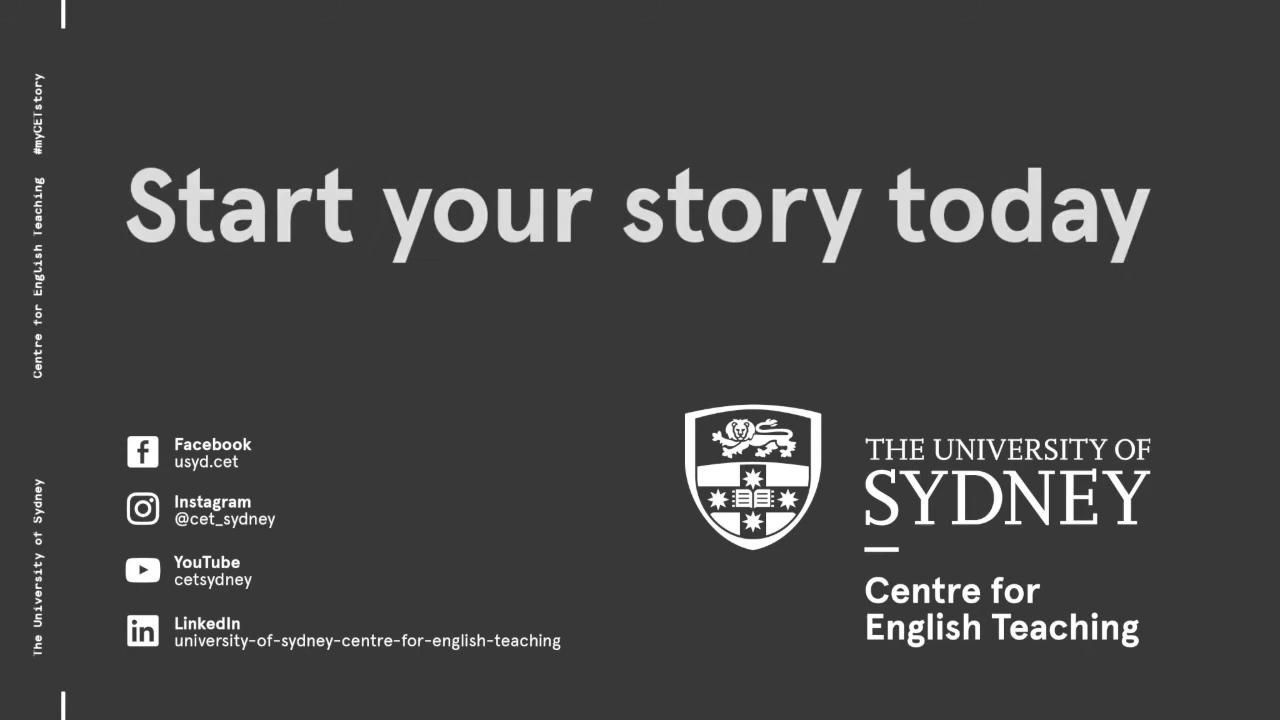 #myCETstory
Centre for English Teaching
The University of Sydney
Start your story today
Facebook
usyd.cet
Instagram
@cet_sydney
YouTube
cetsydney
LinkedIn
university-of-sydney-centre-for-english-teaching
THE UNIVERSITY OF
SYDNEY
Centre for
English Teaching